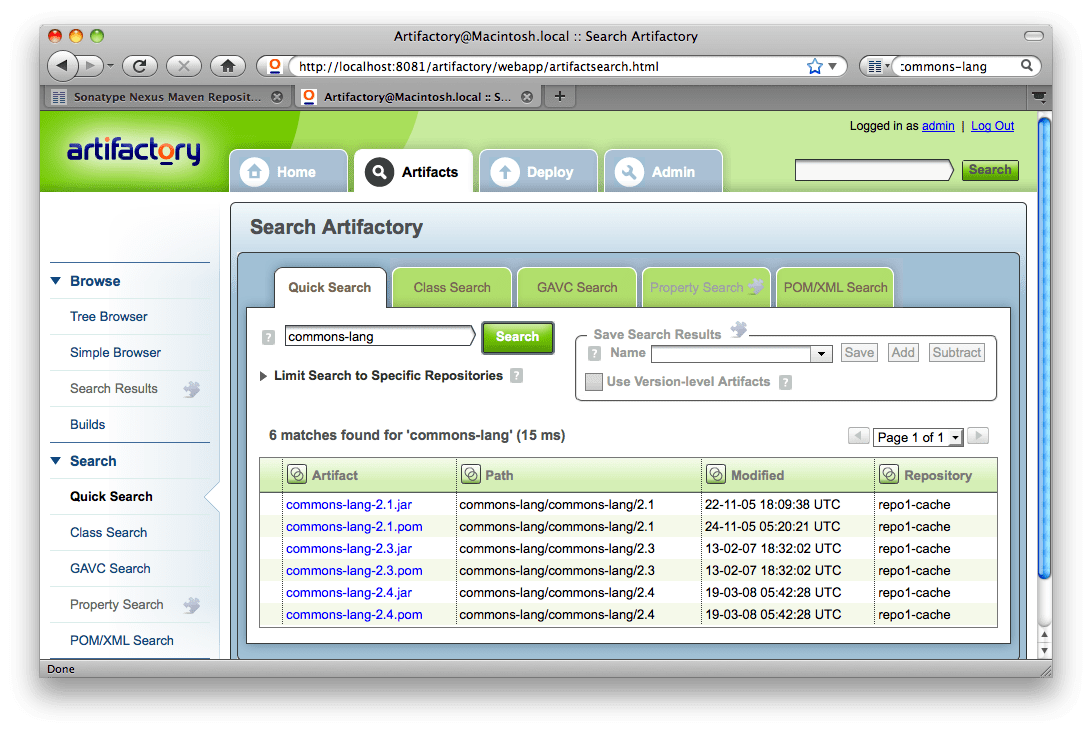 Artifactory@Macintosh.local :: Search Artifactory
http://localhost:8081/artifactory/webapp/artifactsearch.html
commons-lang
Sonatype Nexus Maven Reposit...
Artifactory@Macintosh.local :: S...
+
artifactory
Logged in as admin | Log Out
Home
Artifacts
Deploy
Admin
Search
Search Artifactory
Browse
Tree Browser
Simple Browser
Search Results
Builds
Search
Quick Search
Class Search
GAVC Search
Property Search
POM/XML Search
Quick Search
Class Search
GAVC Search
Property Search
POM/XML Search
? commons-lang Search
Limit Search to Specific Repositories ?
Save Search Results
? Name Save Add Subtract
Use Version-level Artifacts ?
6 matches found for 'commons-lang' (15 ms)
Page 1 of 1
Artifact Path Modified Repository
commons-lang-2.1.jar commons-lang/commons-lang/2.1 22-11-05 18:09:38 UTC repo1-cache
commons-lang-2.1.pom commons-lang/commons-lang/2.1 24-11-05 05:20:21 UTC repo1-cache
commons-lang-2.3.jar commons-lang/commons-lang/2.3 13-02-07 18:32:02 UTC repo1-cache
commons-lang-2.3.pom commons-lang/commons-lang/2.3 13-02-07 18:32:02 UTC repo1-cache
commons-lang-2.4.jar commons-lang/commons-lang/2.4 19-03-08 05:42:28 UTC repo1-cache
commons-lang-2.4.pom commons-lang/commons-lang/2.4 19-03-08 05:42:28 UTC repo1-cache
Done